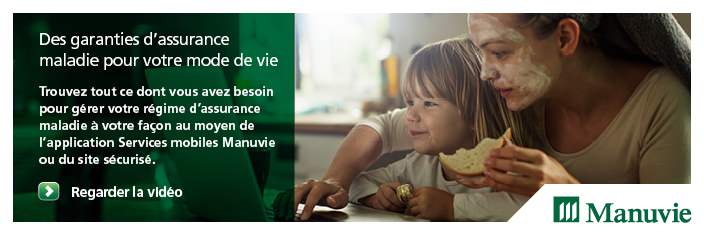 Des garanties d’assurance
maladie pour votre mode de vie
Trouvez tout ce dont vous avez besoin
pour gérer votre régime d’assurance
maladie à votre façon au moyen de
l’application Services mobiles Manuvie
ou du site sécurisé.
Regarder la vidéo
Manuvie